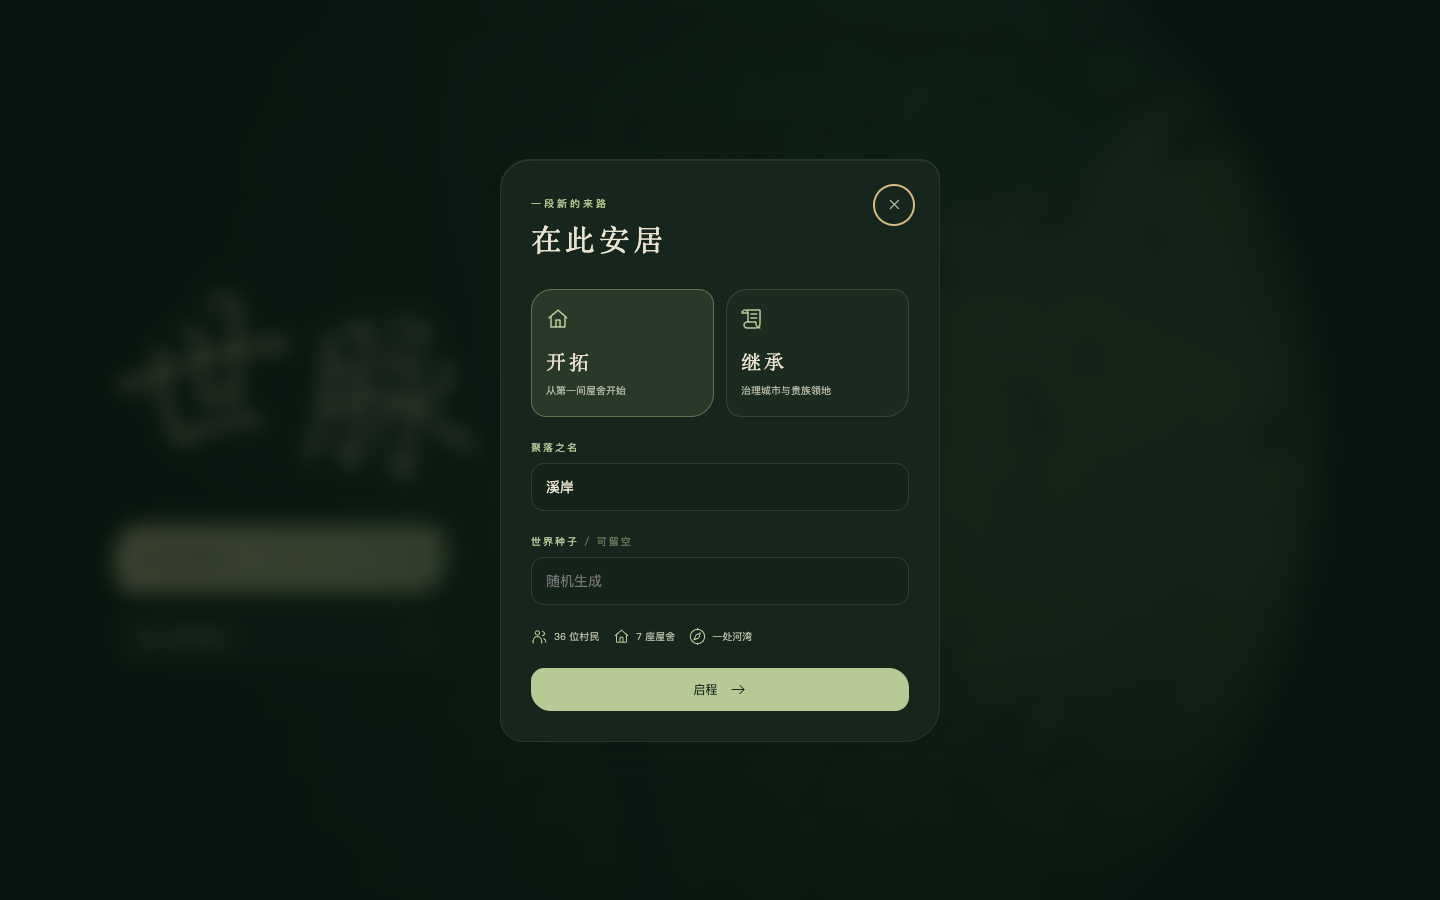 一段新的来路
在此安居
开拓
从第一间屋舍开始
继承
治理城市与贵族领地
聚落之名
溪岸
世界种子 / 可留空
随机生成
36 位村民 7 座屋舍 一处河湾
启程 →